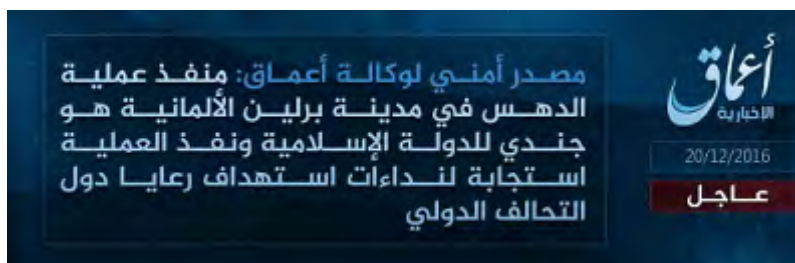 مصدر أمني لوكالة أعماق: منفذ عملية
الدهس في مدينة برلين الألمانية هو
جندي للدولة الإسلامية ونفذ العملية
استجابة لنداءات استهداف رعايا دول
التحالف الدولي
أعماق
الإخبارية
20/12/2016
عاجل